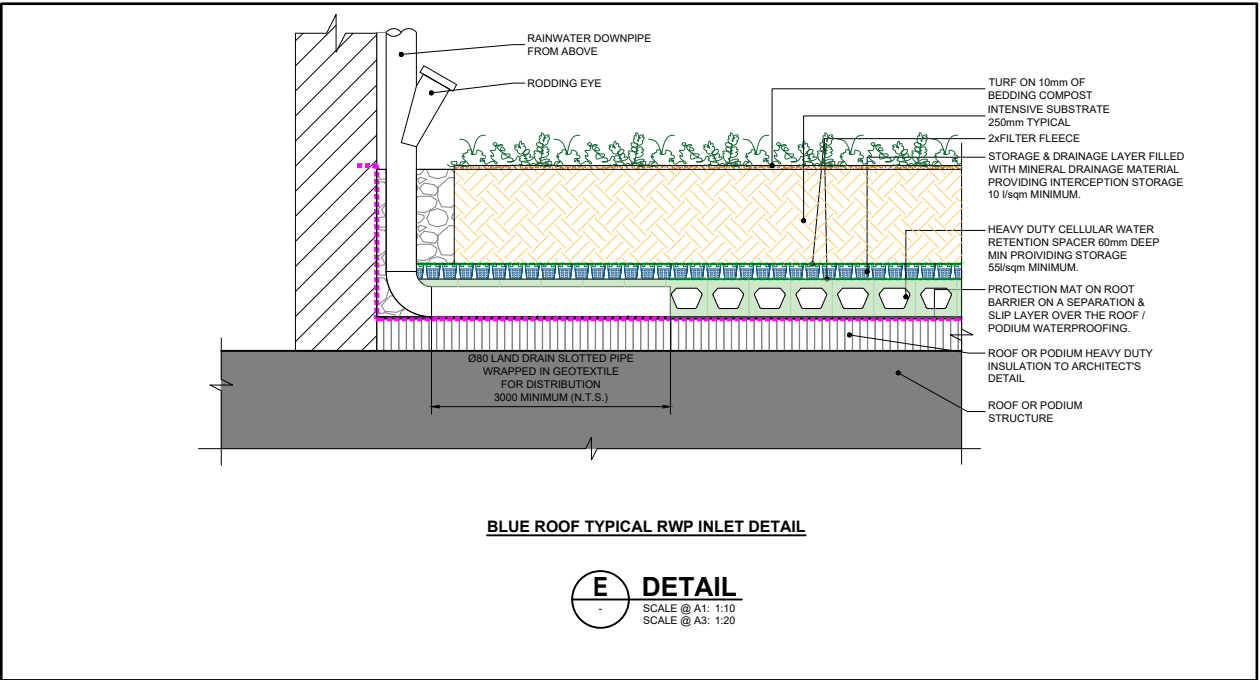 RAINWATER DOWNPIPE
FROM ABOVE
RODDING EYE
TURF ON 10mm OF
BEDDING COMPOST
INTENSIVE SUBSTRATE
250mm TYPICAL
2xFILTER FLEECE
STORAGE & DRAINAGE LAYER FILLED
WITH MINERAL DRAINAGE MATERIAL
PROVIDING INTERCEPTION STORAGE
10 l/sqm MINIMUM.
HEAVY DUTY CELLULAR WATER
RETENTION SPACER 60mm DEEP
MIN PROVIDING STORAGE
55l/sqm MINIMUM.
PROTECTION MAT ON ROOT
BARRIER ON A SEPARATION &
SLIP LAYER OVER THE ROOF /
PODIUM WATERPROOFING.
ROOF OR PODIUM HEAVY DUTY
INSULATION TO ARCHITECT'S
DETAIL
ROOF OR PODIUM
STRUCTURE
Ø80 LAND DRAIN SLOTTED PIPE
WRAPPED IN GEOTEXTILE
FOR DISTRIBUTION
3000 MINIMUM (N.T.S.)
BLUE ROOF TYPICAL RWP INLET DETAIL
E DETAIL
-
SCALE @ A1: 1:10
SCALE @ A3: 1:20